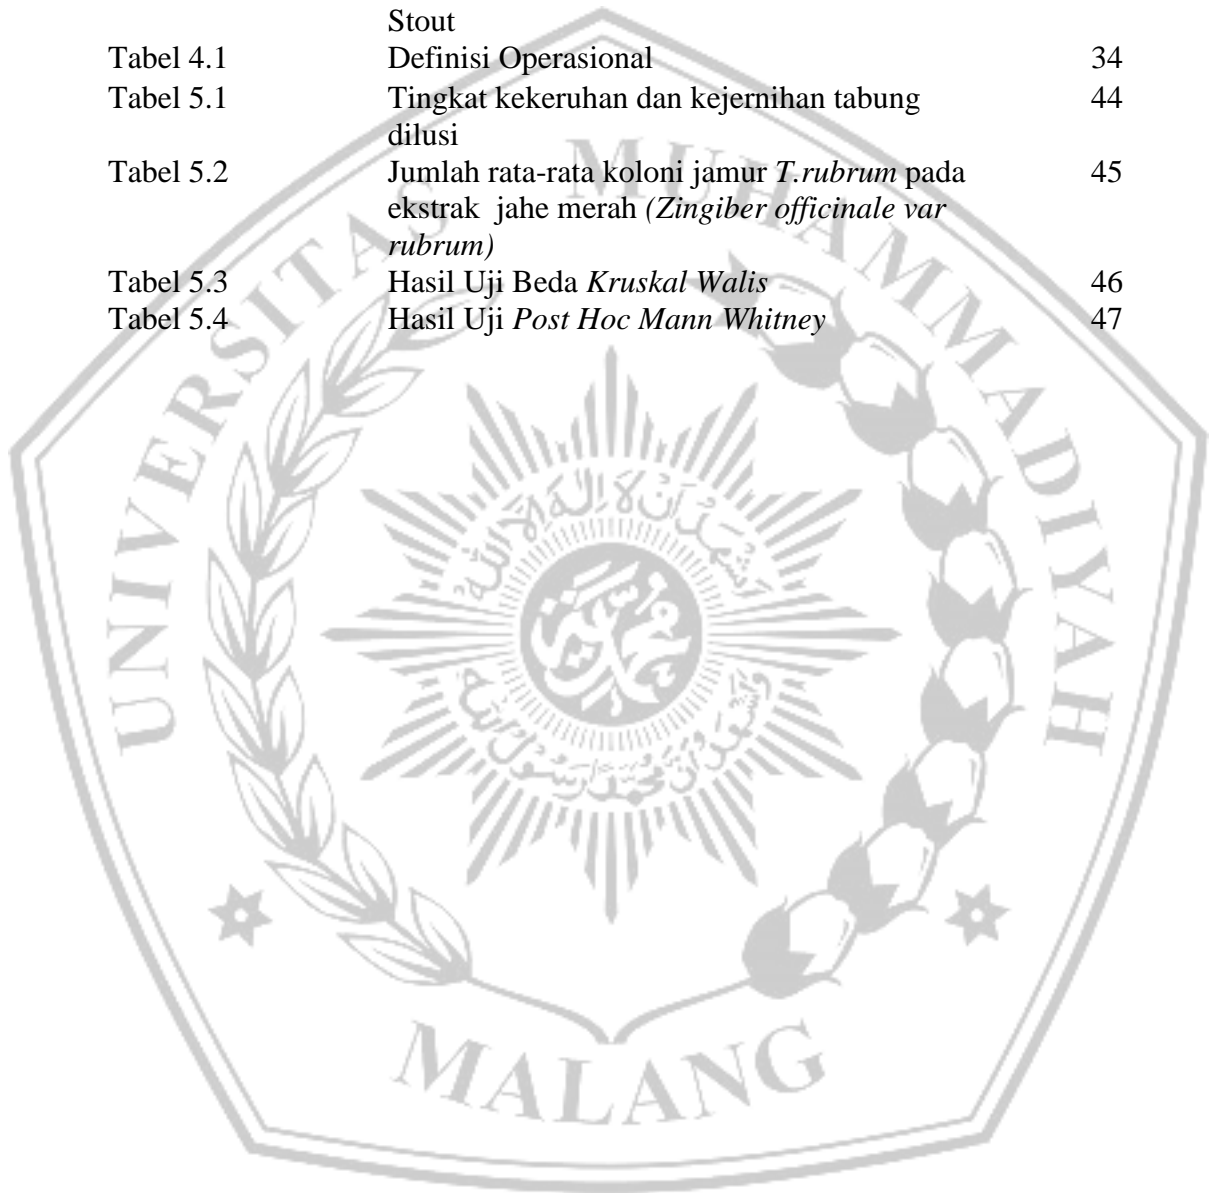 Stout
Tabel 4.1 Definisi Operasional 34
Tabel 5.1 Tingkat kekeruhan dan kejernihan tabung 44
dilusi
Tabel 5.2 Jumlah rata-rata koloni jamur T.rubrum pada 45
ekstrak jahe merah (Zingiber officinale var
rubrum)
Tabel 5.3 Hasil Uji Beda Kruskal Walis 46
Tabel 5.4 Hasil Uji Post Hoc Mann Whitney 47
UNIVERSITAS MUHAMMADIYAH
MALANG